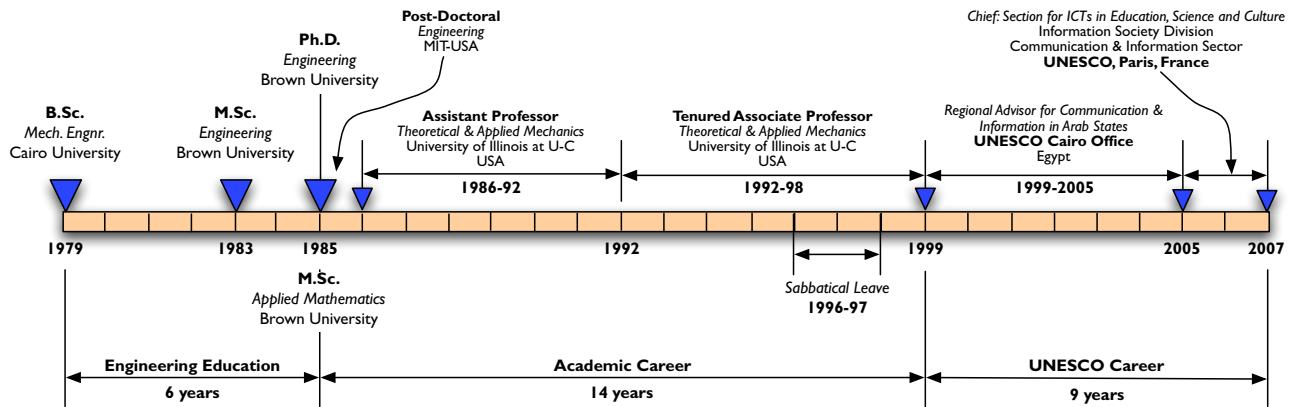 B.Sc.
Mech. Engnr.
Cairo University
M.Sc.
Engineering
Brown University
Ph.D.
Engineering
Brown University
Post-Doctoral
Engineering
MIT-USA
Assistant Professor
Theoretical & Applied Mechanics
University of Illinois at U-C
USA
1986-92
Tenured Associate Professor
Theoretical & Applied Mechanics
University of Illinois at U-C
USA
1992-98
Regional Advisor for Communication &
Information in Arab States
UNESCO Cairo Office
Egypt
1999-2005
Chief: Section for ICTs in Education, Science and Culture
Information Society Division
Communication & Information Sector
UNESCO, Paris, France
1979
1983
1985
1992
1999
2005
2007
M.Sc.
Applied Mathematics
Brown University
Sabbatical Leave
1996-97
Engineering Education
6 years
Academic Career
14 years
UNESCO Career
9 years